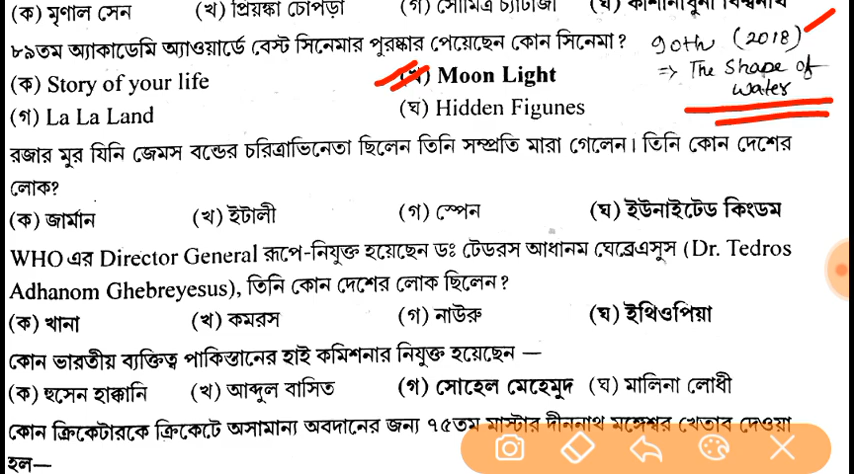 (ক) মৃণাল সেন (খ) প্রিয়ঙ্কা চোপড়া (গ) সৌমিত্র চ্যাটার্জী (ঘ)
৮৯তম অ্যাকাডেমি অ্যাওয়ার্ডে বেস্ট সিনেমার পুরষ্কার পেয়েছেন কোন সিনেমা? 90th (2018)
(ক) Story of your life (খ) Moon Light => The Shape of Water
(গ) La La Land (ঘ) Hidden Figunes
রজার মুর যিনি জেমস বন্ডের চরিত্রাভিনেতা ছিলেন তিনি সম্প্রতি মারা গেলেন। তিনি কোন দেশের
লোক?
(ক) জার্মান (খ) ইটালী (গ) স্পেন (ঘ) ইউনাইটেড কিংডম
WHO এর Director General রূপে-নিযুক্ত হয়েছেন ডঃ টেডরস আধানম ঘেব্রেএসুস (Dr. Tedros
Adhanom Ghebreyesus), তিনি কোন দেশের লোক ছিলেন?
(ক) থানা (খ) কমরস (গ) নাউরু (ঘ) ইথিওপিয়া
কোন ভারতীয় ব্যক্তিত্ব পাকিস্তানের হাই কমিশনার নিযুক্ত হয়েছেন —
(ক) হুসেন হাক্কানি (খ) আব্দুল বাসিত (গ) সোহেল মেহেমুদ (ঘ) মালিনা লোধী
কোন ক্রিকেটারকে ক্রিকেটে অসামান্য অবদানের জন্য ৭৫তম মাস্টার দীননাথ মঙ্গেশ্বর খেতাব দেওয়া
হল—